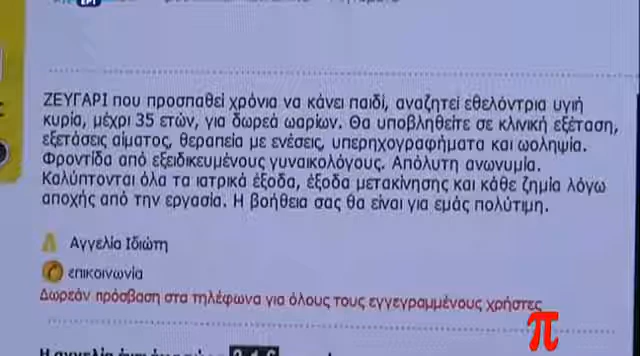 ΖΕΥΓΑΡΙ που προσπαθεί χρόνια να κάνει παιδί, αναζητεί εθελόντρια υγιή
κυρία, μέχρι 35 ετών, για δωρεά ωαρίων. Θα υποβληθείτε σε κλινική εξέταση,
εξετάσεις αίματος, θεραπεία με ενέσεις, υπερηχογραφήματα και ωοληψία.
Φροντίδα από εξειδικευμένους γυναικολόγους. Απόλυτη ανωνυμία.
Καλύπτονται όλα τα ιατρικά έξοδα, έξοδα μετακίνησης και κάθε ζημία λόγω
αποχής από την εργασία. Η βοήθεια σας θα είναι για εμάς πολύτιμη.
Αγγελία Ιδιώτη
επικοινωνία
Δωρεάν πρόσβαση στα τηλέφωνα για όλους τους εγγεγραμμένους χρήστες
π